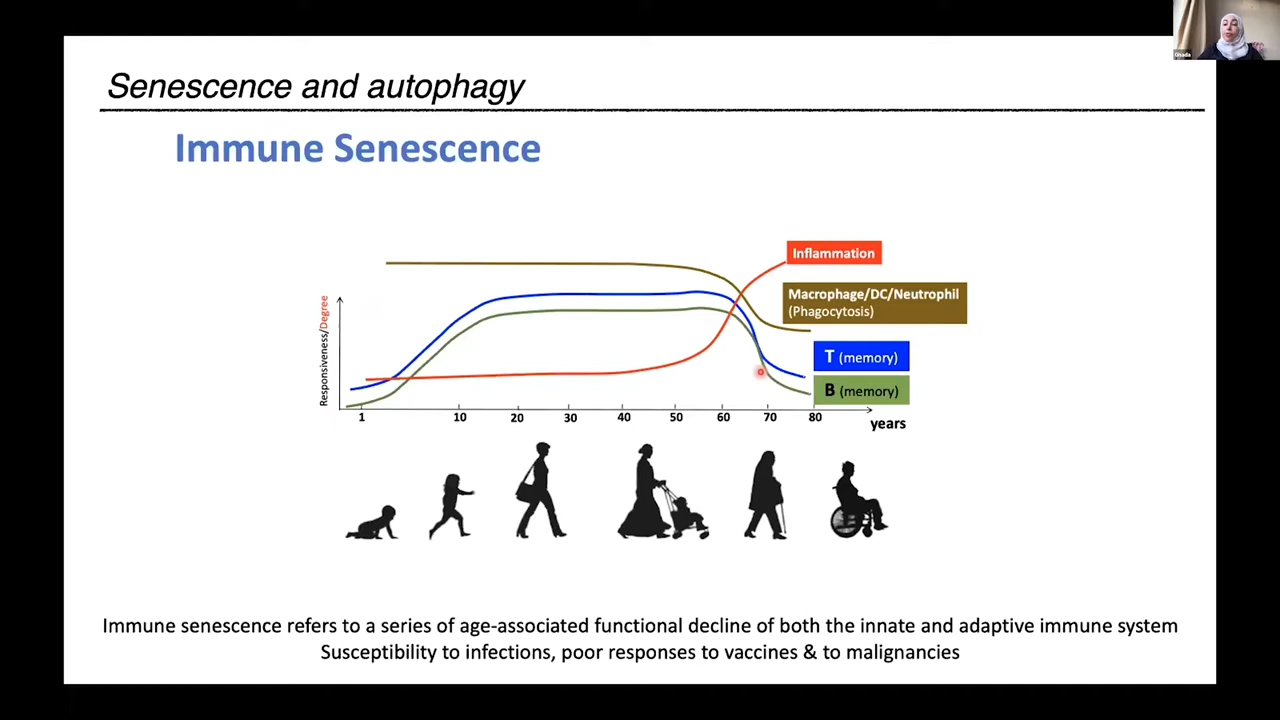 Senescence and autophagy
Immune Senescence
Inflammation
Macrophage/DC/Neutrophil
(Phagocytosis)
T (memory)
B (memory)
Responsiveness/Degree
1 10 20 30 40 50 60 70 80
years
Immune senescence refers to a series of age-associated functional decline of both the innate and adaptive immune system
Susceptibility to infections, poor responses to vaccines & to malignancies